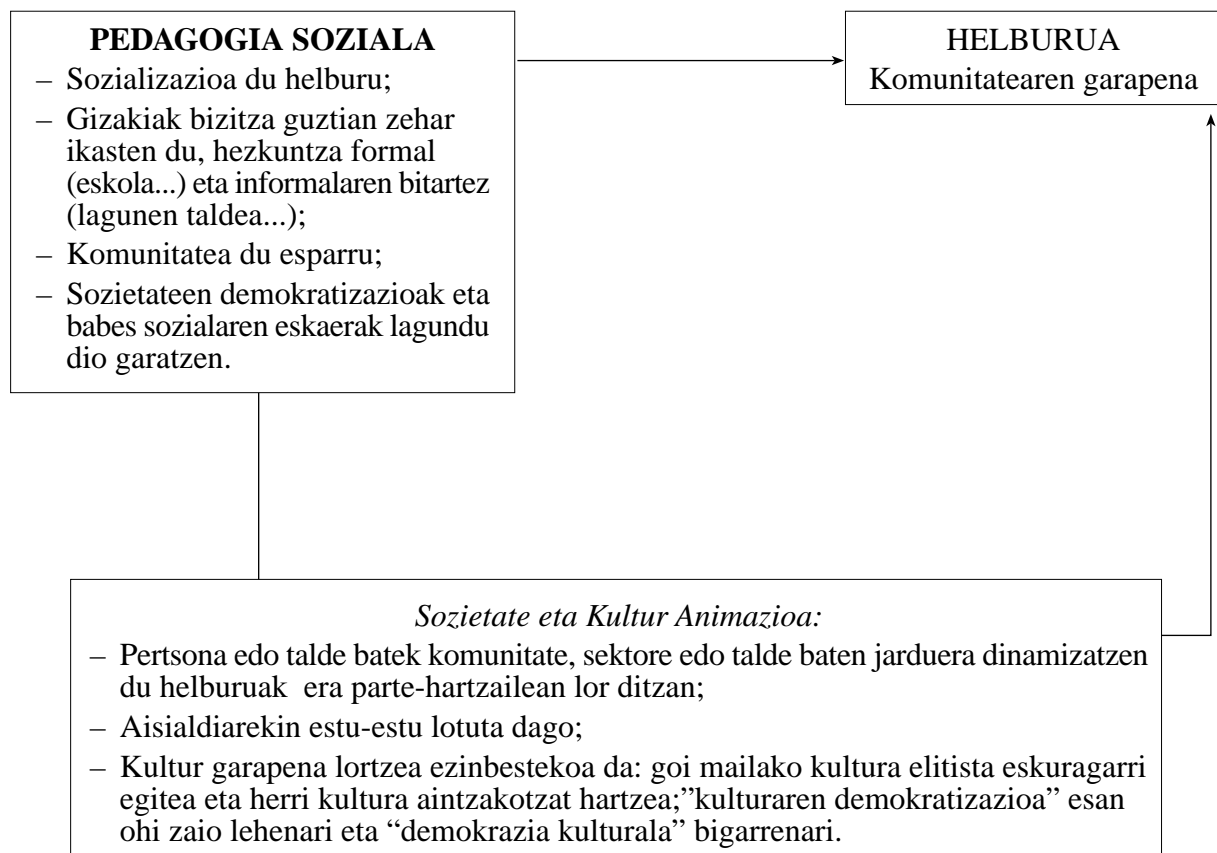 PEDAGOGIA SOZIALA
– Sozializazioa du helburu;
– Gizakiak bizitza guztian zehar
ikasten du, hezkuntza formal
(eskola...) eta informalaren bitartez
(lagunen taldea...);
– Komunitatea du esparru;
– Sozietateen demokratizazioak eta
babes sozialaren eskaerak lagundu
dio garatzen.
HELBURUA
Komunitatearen garapena
Sozietate eta Kultur Animazioa:
– Pertsona edo talde batek komunitate, sektore edo talde baten jarduera dinamizatzen
du helburuak era parte-hartzailean lor ditzan;
– Aisialdiarekin estu-estu lotuta dago;
– Kultur garapena lortzea ezinbestekoa da: goi mailako kultura elitista eskuragarri
egitea eta herri kultura aintzakotzat hartzea;”kulturaren demokratizazioa” esan
ohi zaio lehenari eta “demokrazia kulturala” bigarrenari.